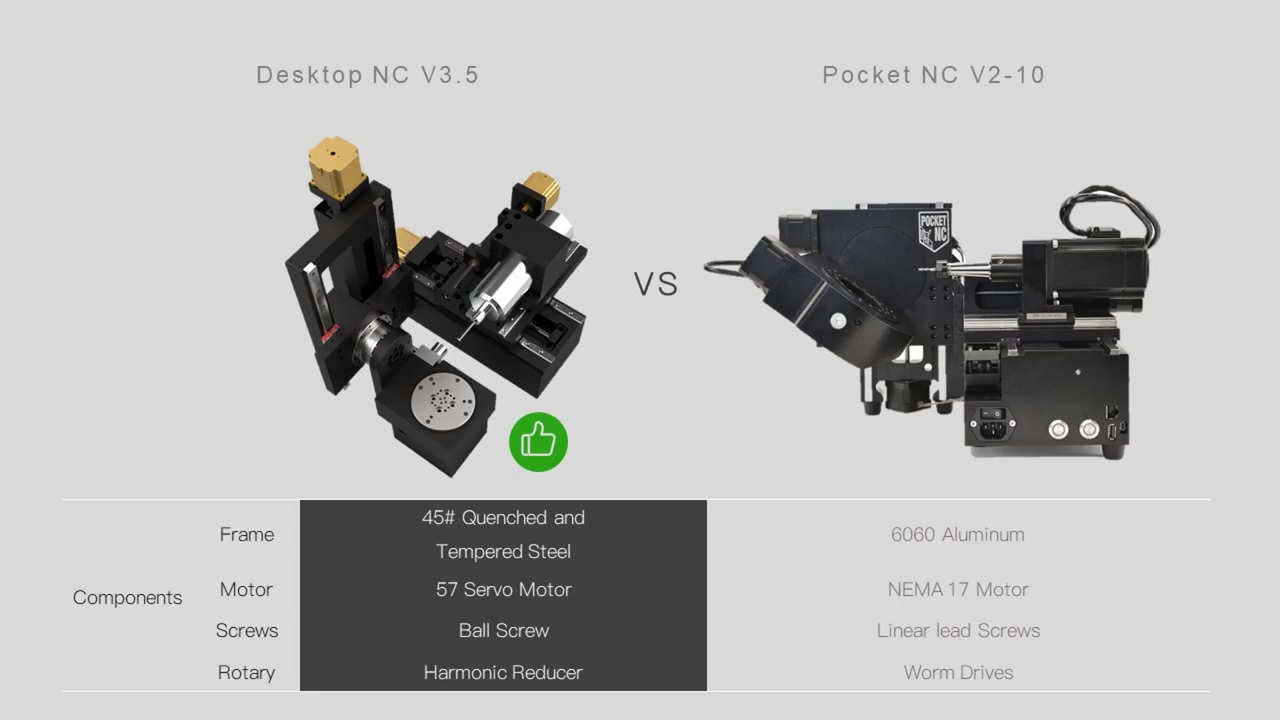 Desktop NC V3.5
Pocket NC V2-10
POCKET
NC
VS
Components
Frame
45# Quenched and
Tempered Steel
6060 Aluminum
Motor
57 Servo Motor
NEMA 17 Motor
Screws
Ball Screw
Linear lead Screws
Rotary
Harmonic Reducer
Worm Drives